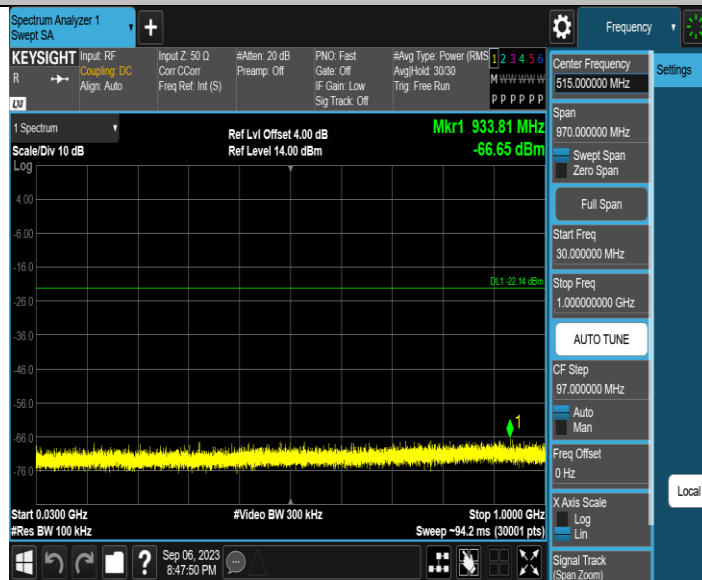 Spectrum Analyzer 1
Swept SA
+
Frequency
KEYSIGHT
R
LXI
Input: RF
Coupling: DC
Align: Auto
Input Z: 50 Ω
Corr CCorr
Freq Ref: Int (S)
#Atten: 20 dB
Preamp: Off
PNO: Fast
Gate: Off
IF Gain: Low
Sig Track: Off
#Avg Type: Power (RMS
Avg|Hold: 30/30
Trig: Free Run
1 2 3 4 5 6
M W W W W W
P P P P P P
1 Spectrum
Scale/Div 10 dB
Log
Ref Lvl Offset 4.00 dB
Ref Level 14.00 dBm
Mkr1 933.81 MHz
-66.65 dBm
4.00
-6.00
-16.0
-26.0
-36.0
-46.0
-56.0
-66.0
-76.0
DL1 -22.14 dBm
1
Start 0.0300 GHz
#Res BW 100 kHz
#Video BW 300 kHz
Stop 1.0000 GHz
Sweep ~94.2 ms (30001 pts)
?
Sep 06, 2023
8:47:50 PM
Center Frequency
515.000000 MHz
Span
970.000000 MHz
Swept Span
Zero Span
Full Span
Start Freq
30.000000 MHz
Stop Freq
1.000000000 GHz
AUTO TUNE
CF Step
97.000000 MHz
Auto
Man
Freq Offset
0 Hz
X Axis Scale
Log
Lin
Signal Track
(Span Zoom)
Settings
Local